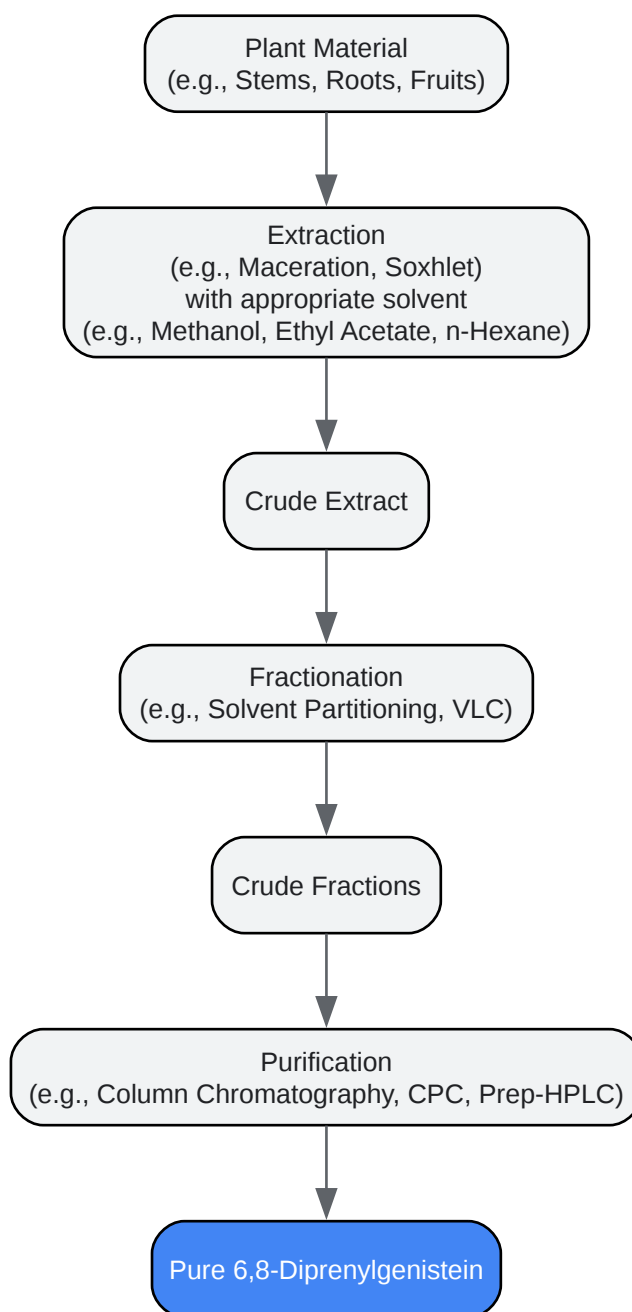 Plant Material
(e.g., Stems, Roots, Fruits)
Extraction
(e.g., Maceration, Soxhlet)
with appropriate solvent
(e.g., Methanol, Ethyl Acetate, n-Hexane)
Crude Extract
Fractionation
(e.g., Solvent Partitioning, VLC)
Crude Fractions
Purification
(e.g., Column Chromatography, CPC, Prep-HPLC)
Pure 6,8-Diprenylgenistein